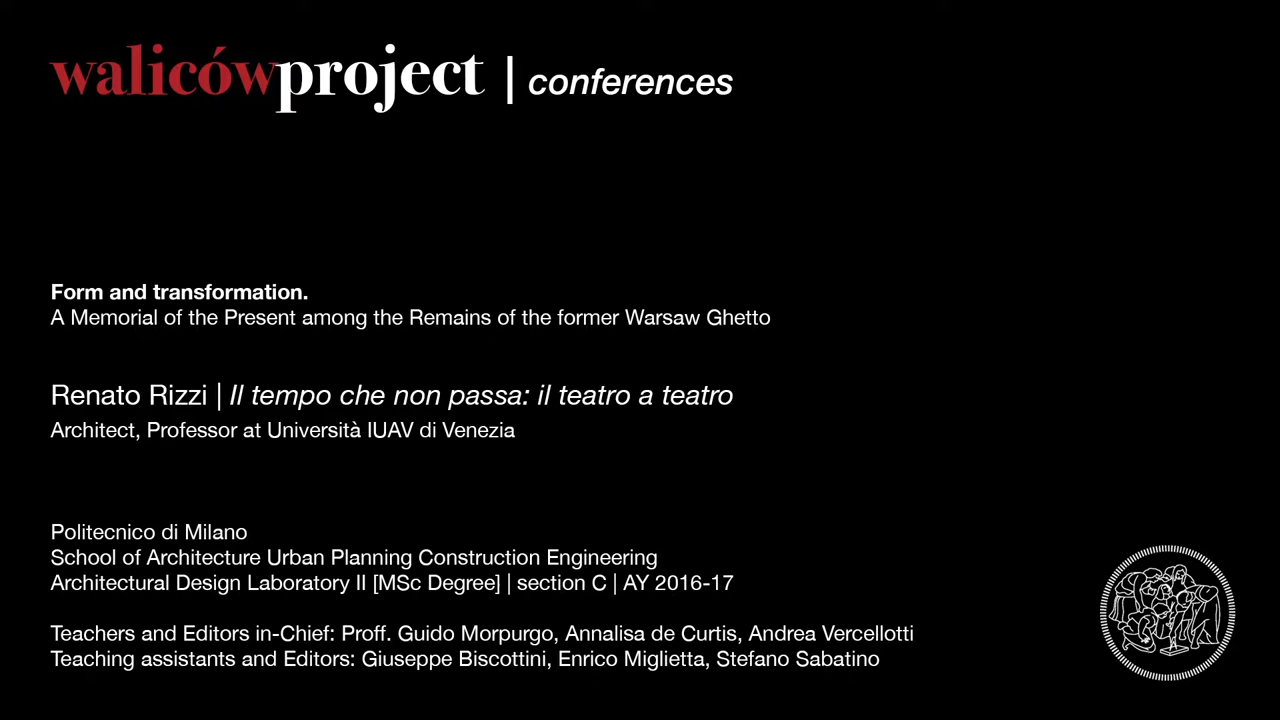 walicówproject | conferences
Form and transformation.
A Memorial of the Present among the Remains of the former Warsaw Ghetto
Renato Rizzi | Il tempo che non passa: il teatro a teatro
Architect, Professor at Università IUAV di Venezia
Politecnico di Milano
School of Architecture Urban Planning Construction Engineering
Architectural Design Laboratory II [MSc Degree] | section C | AY 2016-17
Teachers and Editors in-Chief: Proff. Guido Morpurgo, Annalisa de Curtis, Andrea Vercellotti
Teaching assistants and Editors: Giuseppe Biscottini, Enrico Miglietta, Stefano Sabatino